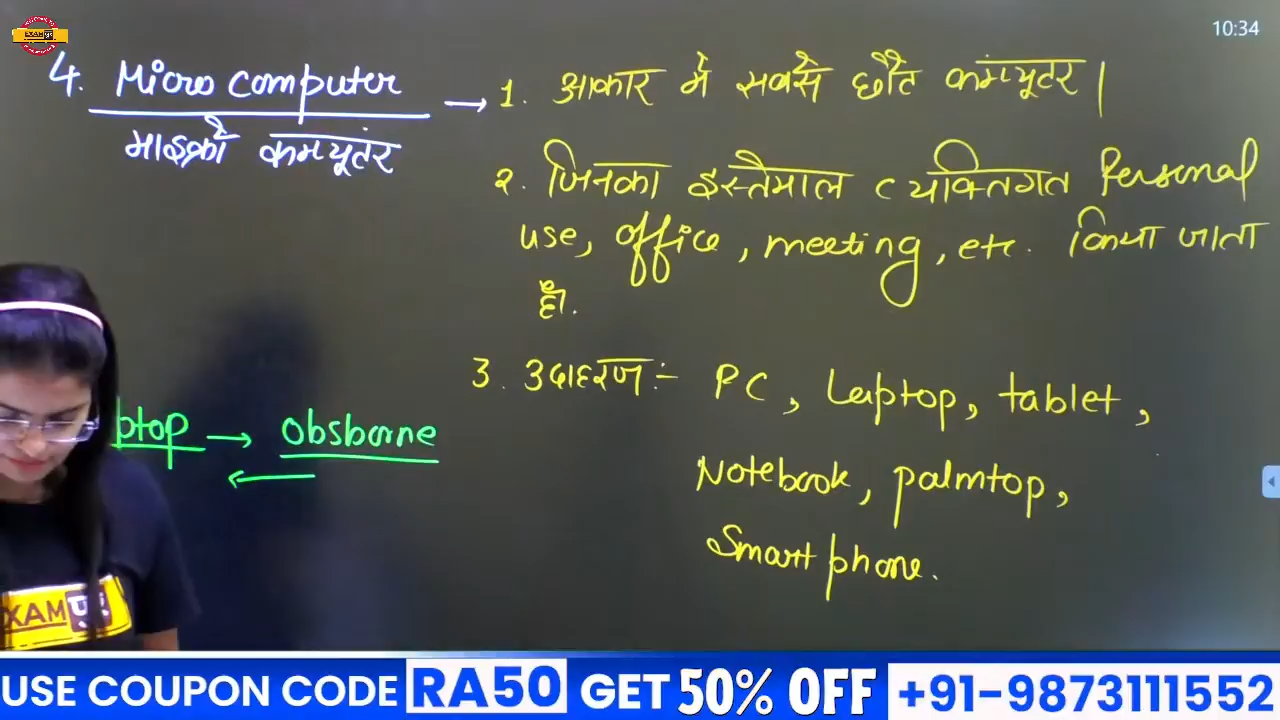 10:34
4. Micro computer
माइक्रो कम्प्यूतंर
→ 1. आकार में सबसे छौते कम्प्यूटर |
२. जिनका इस्तेमाल व्यक्तिगत Personal
use, office, meeting, etc. किया जाता
है.
3. उदाहरण :- PC, Laptop, tablet,
Notebook, palmtop,
Smart phone.
ptop → obsborne
←
EXAM
USE COUPON CODE RA50 GET 50% OFF +91-9873111552